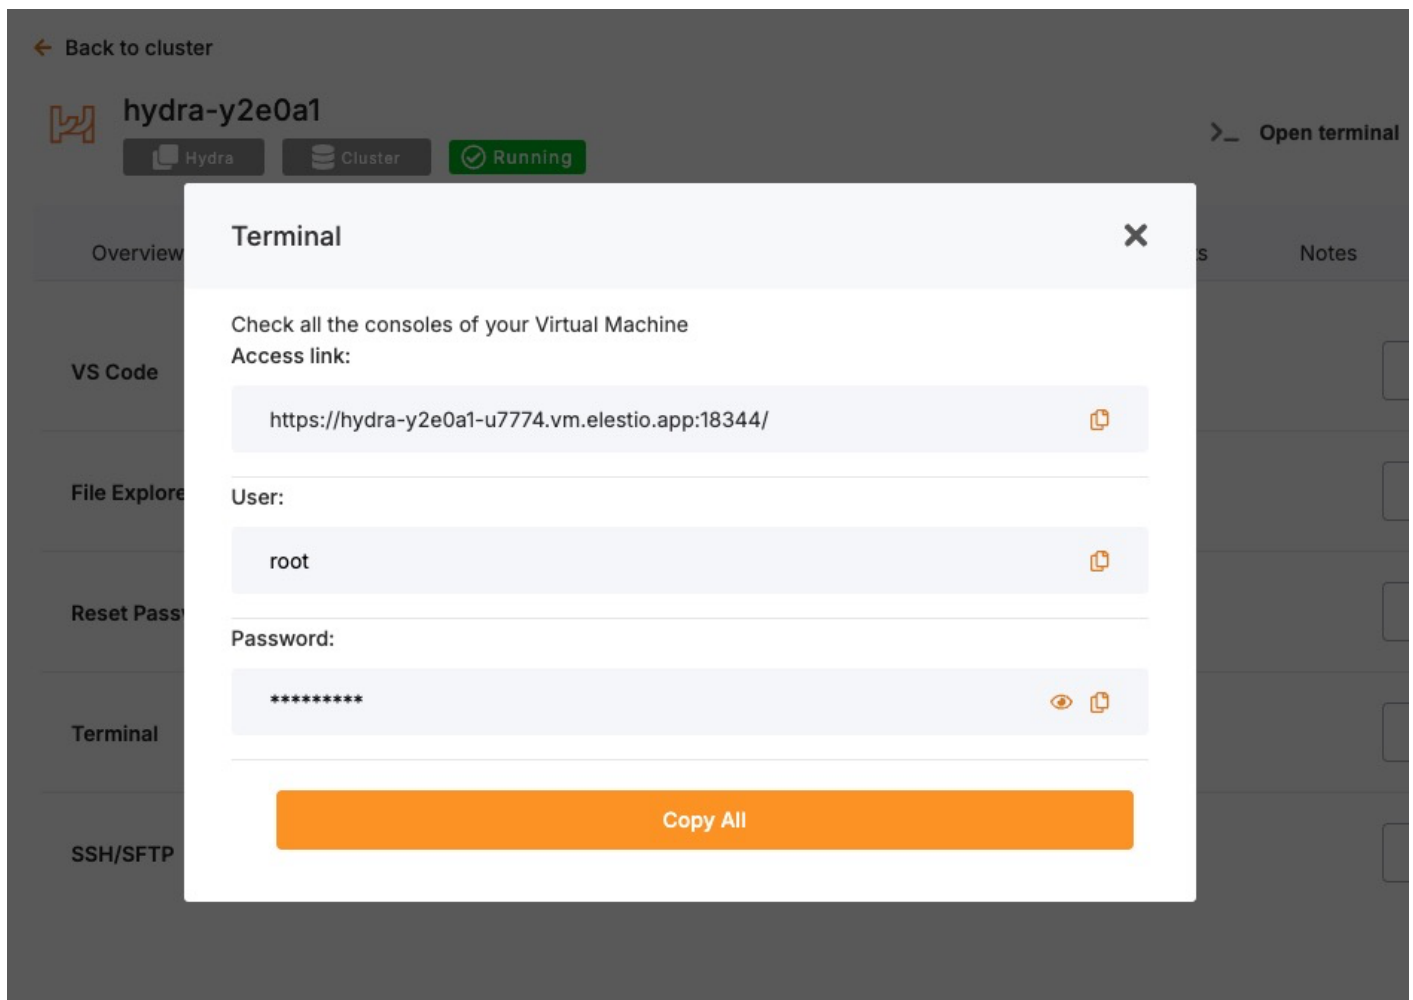 Back to cluster
hydra-y2e0a1
Hydra
Cluster
Running
>_ Open terminal
Overview
Notes
Terminal
Check all the consoles of your Virtual Machine
Access link:
https://hydra-y2e0a1-u7774.vm.elestio.app:18344/
User:
root
Password:
*********
Copy All
VS Code
File Explore
Reset Pass
Terminal
SSH/SFTP